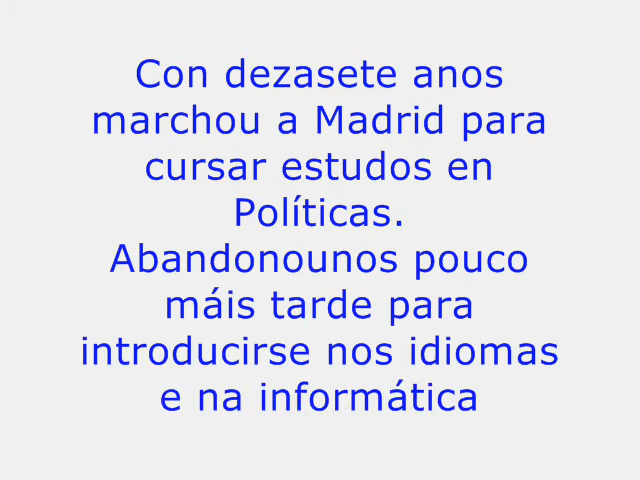 Con dezasete anos
marchou a Madrid para
cursar estudos en
Políticas.
Abandonounos pouco
máis tarde para
introducirse nos idiomas
e na informática